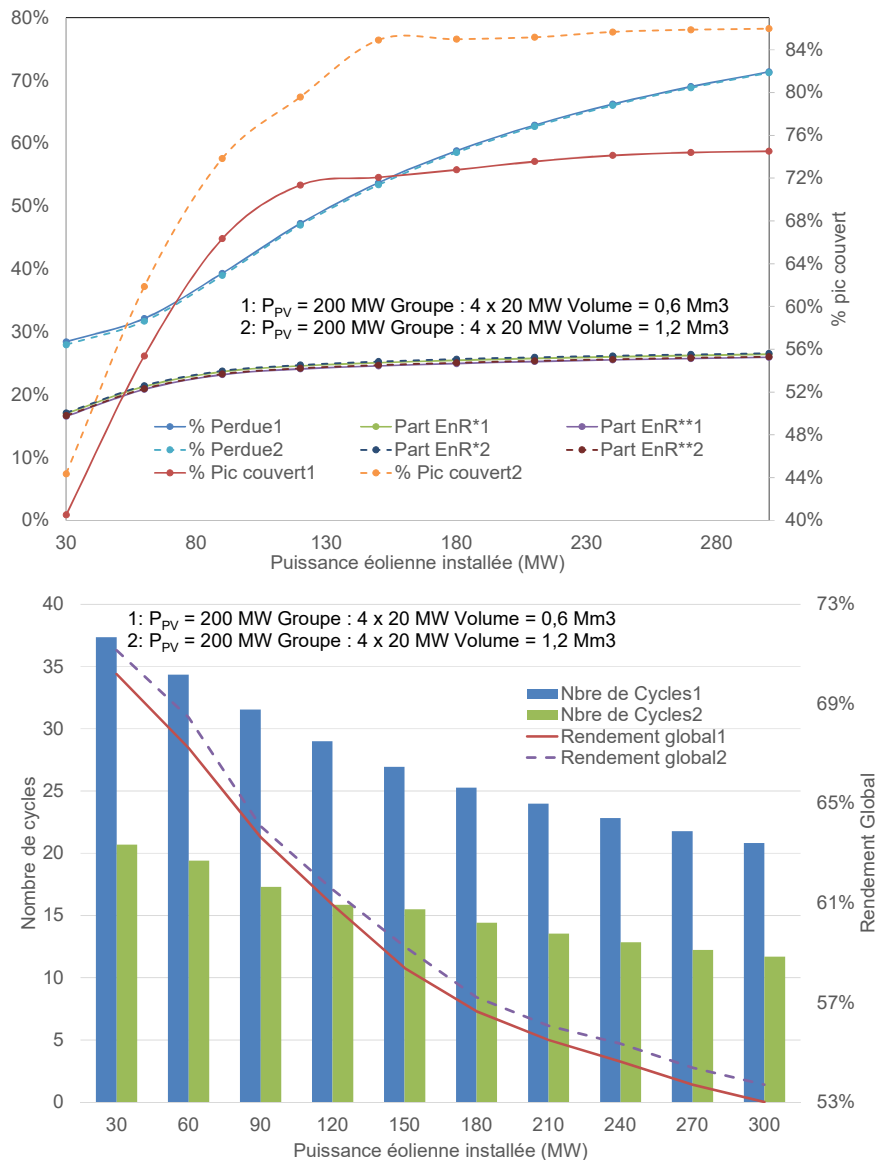 80%
70%
60%
50%
40%
30%
20%
10%
0%
84%
80%
76%
72%
68%
64%
60%
56%
52%
48%
44%
40%
% pic couvert
1: PPV = 200 MW Groupe : 4 x 20 MW Volume = 0,6 Mm3
2: PPV = 200 MW Groupe : 4 x 20 MW Volume = 1,2 Mm3
% Perdue1 Part EnR*1 Part EnR**1
% Perdue2 Part EnR*2 Part EnR**2
% Pic couvert1 % Pic couvert2
30 80 130 180 230 280
Puissance éolienne installée (MW)
40
35
30
25
20
15
10
5
0
Nombre de cycles
1: PPV = 200 MW Groupe : 4 x 20 MW Volume = 0,6 Mm3
2: PPV = 200 MW Groupe : 4 x 20 MW Volume = 1,2 Mm3
Nbre de Cycles1
Nbre de Cycles2
Rendement global1
Rendement global2
73%
69%
65%
61%
57%
53%
Rendement Global
30 60 90 120 150 180 210 240 270 300
Puissance éolienne installée (MW)